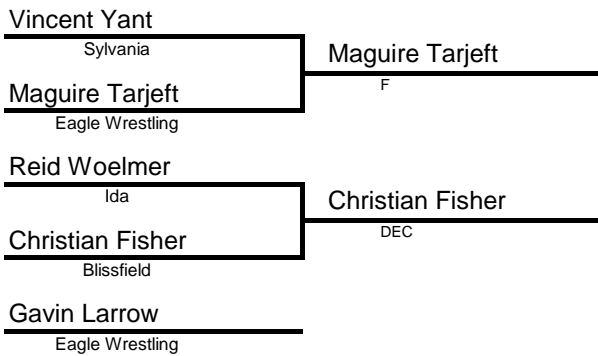 Vincent Yant
Sylvania
Maguire Tarjeft
F
Maguire Tarjeft
Eagle Wrestling
Reid Woelmer
Ida
Christian Fisher
DEC
Christian Fisher
Blissfield
Gavin Larrow
Eagle Wrestling